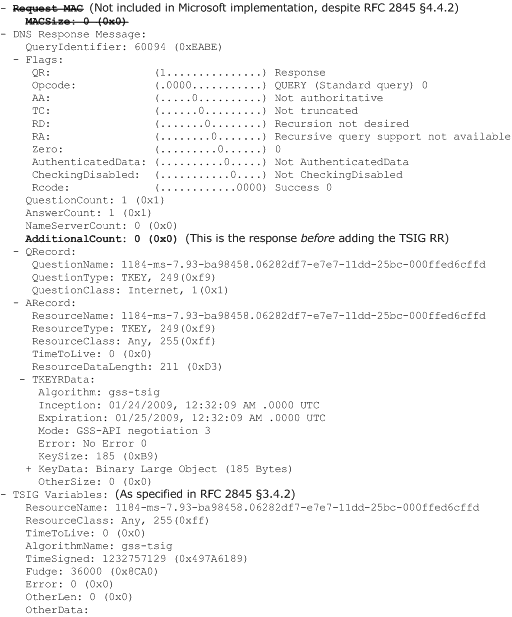 - Request MAC (Not included in Microsoft implementation, despite RFC 2845 §4.4.2)
MACSize: 0 (0x0)
- DNS Response Message:
QueryIdentifier: 60094 (0xEABE)
- Flags:
QR: (1...............) Response
Opcode: (.0000...........) QUERY (Standard query) 0
AA: (.....0..........) Not authoritative
TC: (......0.........) Not truncated
RD: (.......0........) Recursion not desired
RA: (........0.......) Recursive query support not available
Zero: (.........0......) 0
AuthenticatedData: (..........0.....) Not AuthenticatedData
CheckingDisabled: (...........0....) Not CheckingDisabled
Rcode: (............0000) Success 0
QuestionCount: 1 (0x1)
AnswerCount: 1 (0x1)
NameServerCount: 0 (0x0)
AdditionalCount: 0 (0x0) (This is the response before adding the TSIG RR)
- QRecord:
QuestionName: 1184-ms-7.93-ba98458.06282df7-e7e7-11dd-25bc-000ffed6cffd
QuestionType: TKEY, 249(0xf9)
QuestionClass: Internet, 1(0x1)
- ARecord:
ResourceName: 1184-ms-7.93-ba98458.06282df7-e7e7-11dd-25bc-000ffed6cffd
ResourceType: TKEY, 249(0xf9)
ResourceClass: Any, 255(0xff)
TimeToLive: 0 (0x0)
ResourceDataLength: 211 (0xD3)
- TKEYRData:
Algorithm: gss-tsig
Inception: 01/24/2009, 12:32:09 AM .0000 UTC
Expiration: 01/25/2009, 12:32:09 AM .0000 UTC
Mode: GSS-API negotiation 3
Error: No Error 0
KeySize: 185 (0xB9)
+ KeyData: Binary Large Object (185 Bytes)
OtherSize: 0 (0x0)
- TSIG Variables: (As specified in RFC 2845 §3.4.2)
ResourceName: 1184-ms-7.93-ba98458.06282df7-e7e7-11dd-25bc-000ffed6cffd
ResourceClass: Any, 255(0xff)
TimeToLive: 0 (0x0)
AlgorithmName: gss-tsig
TimeSigned: 1232757129 (0x497A6189)
Fudge: 36000 (0x8CA0)
Error: 0 (0x0)
OtherLen: 0 (0x0)
OtherData: